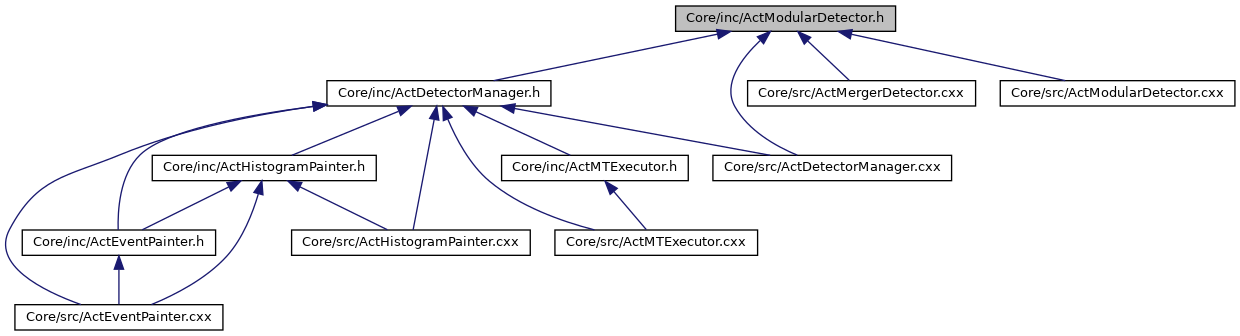 Core/inc/ActModularDetector.h
Core/inc/ActDetectorManager.h
Core/src/ActMergerDetector.cxx
Core/src/ActModularDetector.cxx
Core/inc/ActHistogramPainter.h
Core/inc/ActMTExecutor.h
Core/src/ActDetectorManager.cxx
Core/inc/ActEventPainter.h
Core/src/ActHistogramPainter.cxx
Core/src/ActMTExecutor.cxx
Core/src/ActEventPainter.cxx